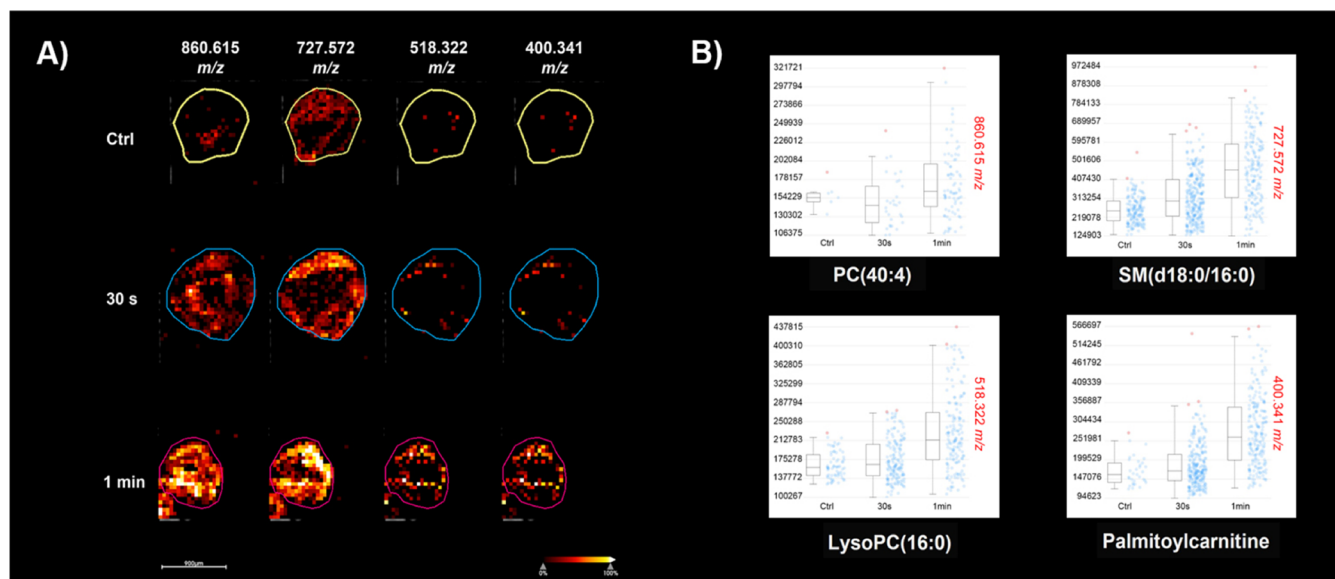 A)
860.615
m/z
727.572
m/z
518.322
m/z
400.341
m/z
Ctrl
30 s
1 min
900μm
0%
100%
B)
321721
297794
273866
249939
226012
202084
178157
154229
130302
106375
Ctrl
30s
1min
860.615 m/z
PC(40:4)
972484
878308
784133
689957
595781
501606
407430
313254
219078
124903
Ctrl
30s
1min
727.572 m/z
SM(d18:0/16:0)
437815
400310
362805
325299
287794
250288
212783
175278
137772
100267
Ctrl
30s
1min
518.322 m/z
LysoPC(16:0)
566697
514245
461792
409339
356887
304434
251981
199529
147076
94623
Ctrl
30s
1min
400.341 m/z
Palmitoylcarnitine